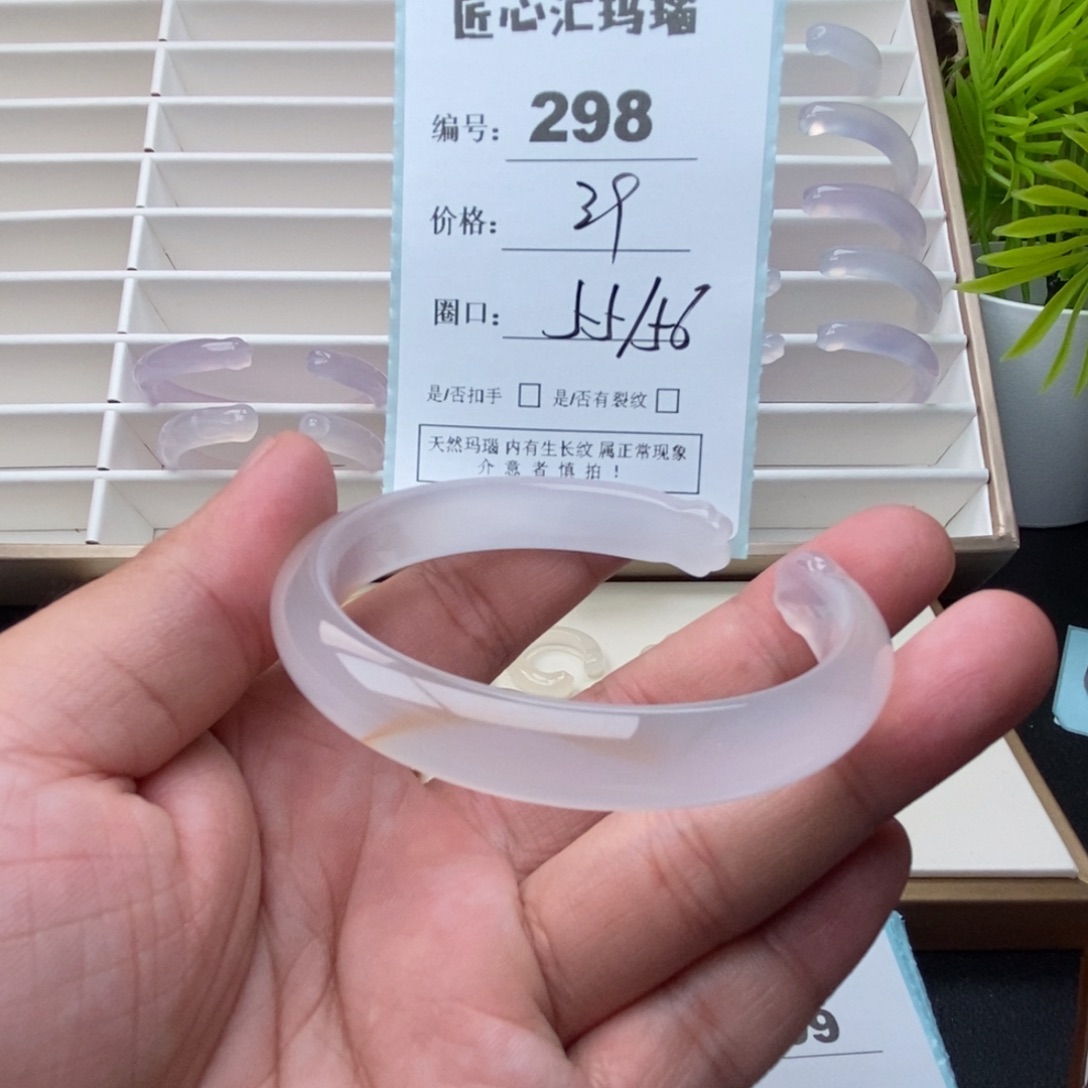 匠心汇玛瑙
编号: 298
价格: 39
圈口: 55/56
是/否扣手 □ 是/否有裂纹 □
天然玛瑙 内有生长纹 属正常现象
介意者慎拍!
9